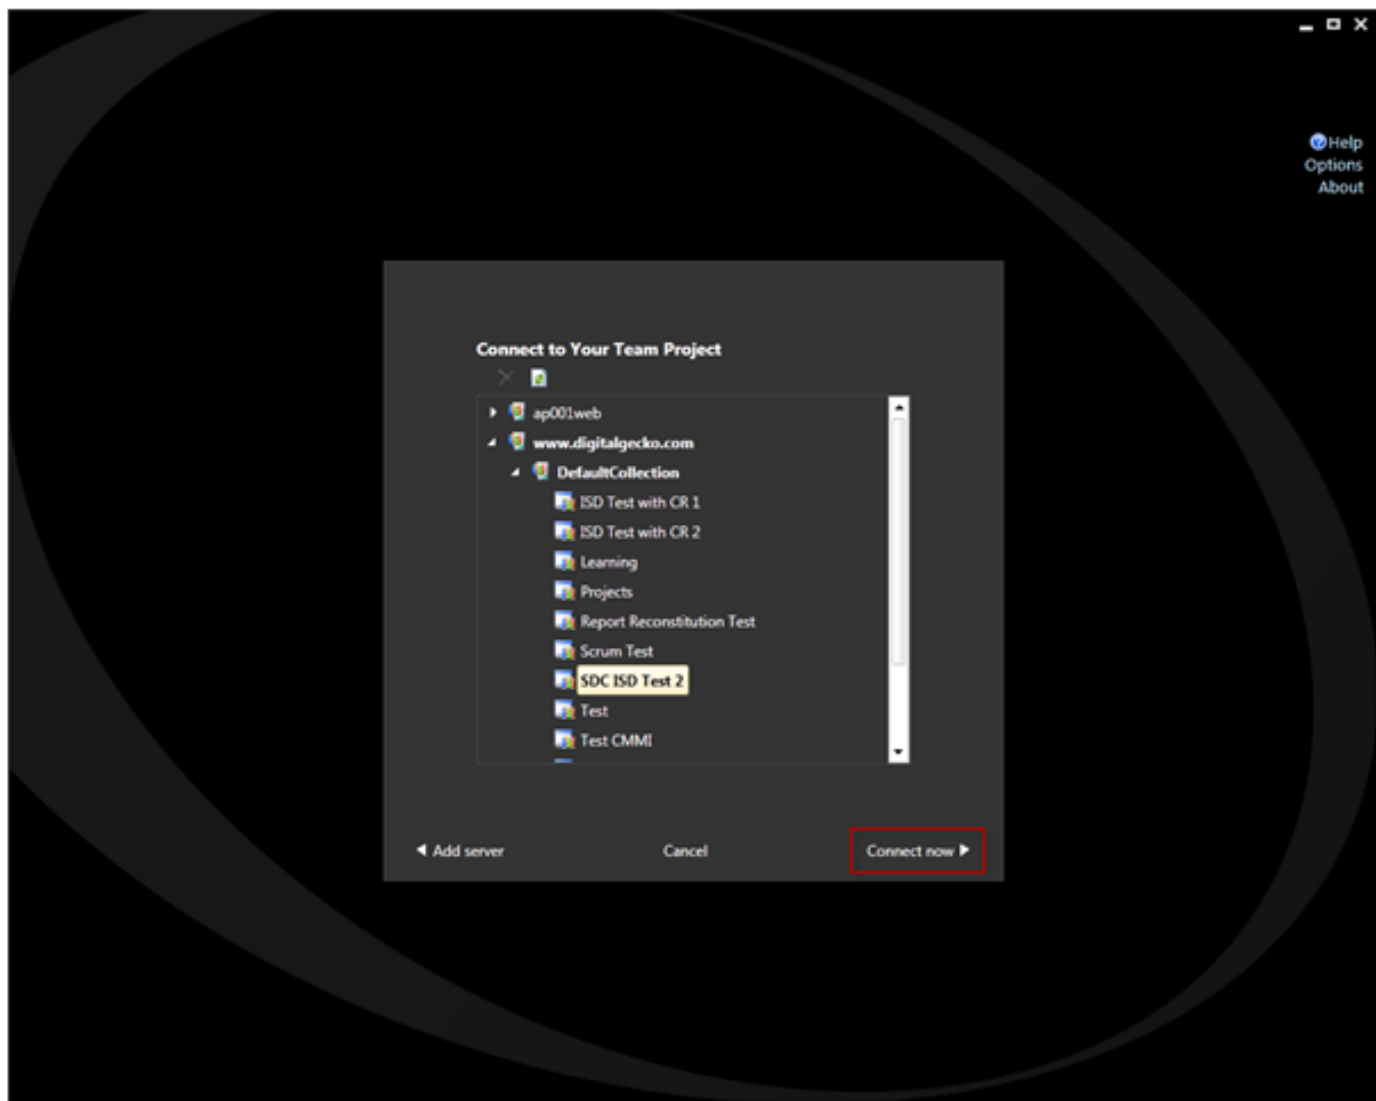 Help
Options
About
Connect to Your Team Project
ap001web
www.digitalgecko.com
DefaultCollection
ISD Test with CR 1
ISD Test with CR 2
Learning
Projects
Report Reconstitution Test
Scrum Test
SDC ISD Test 2
Test
Test CMMI
Add server
Cancel
Connect now